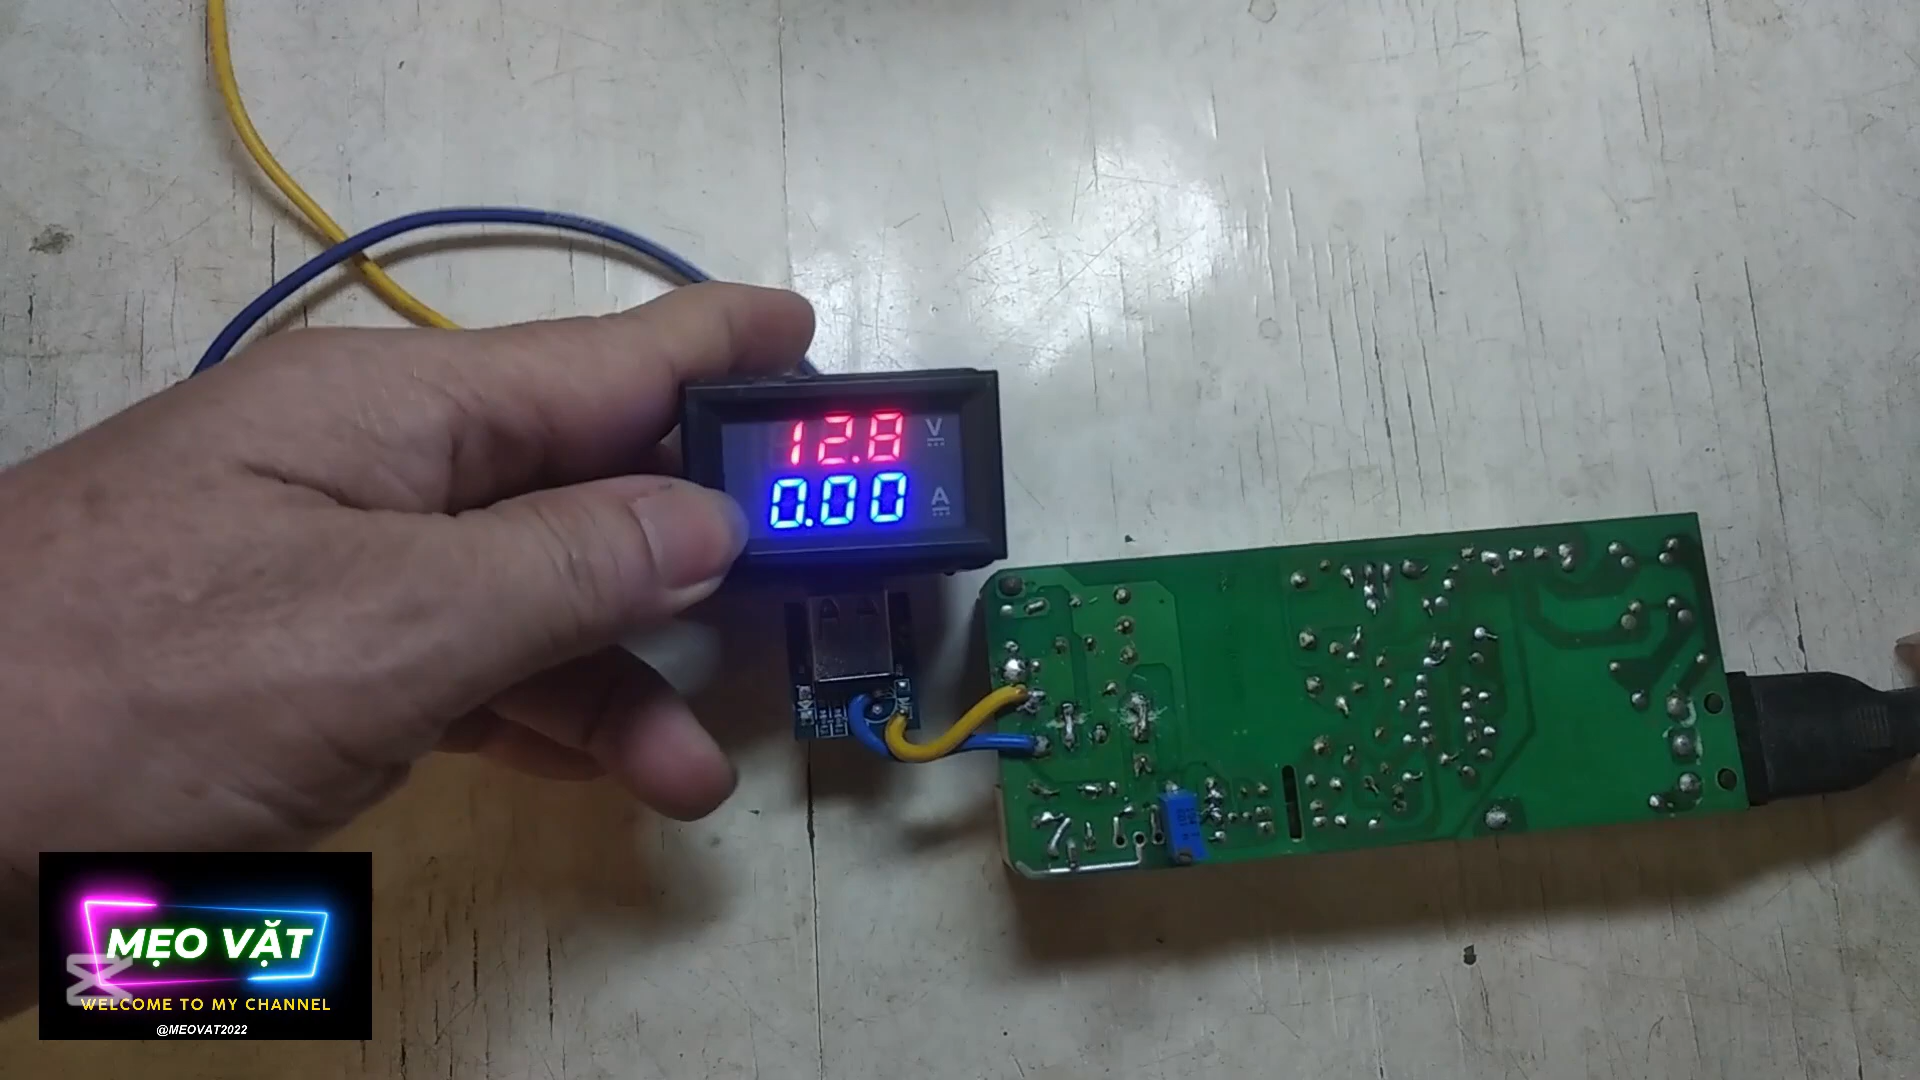 12.8 V
0.00 A
MẸO VẶT
WELCOME TO MY CHANNEL
@MEOVAT2022